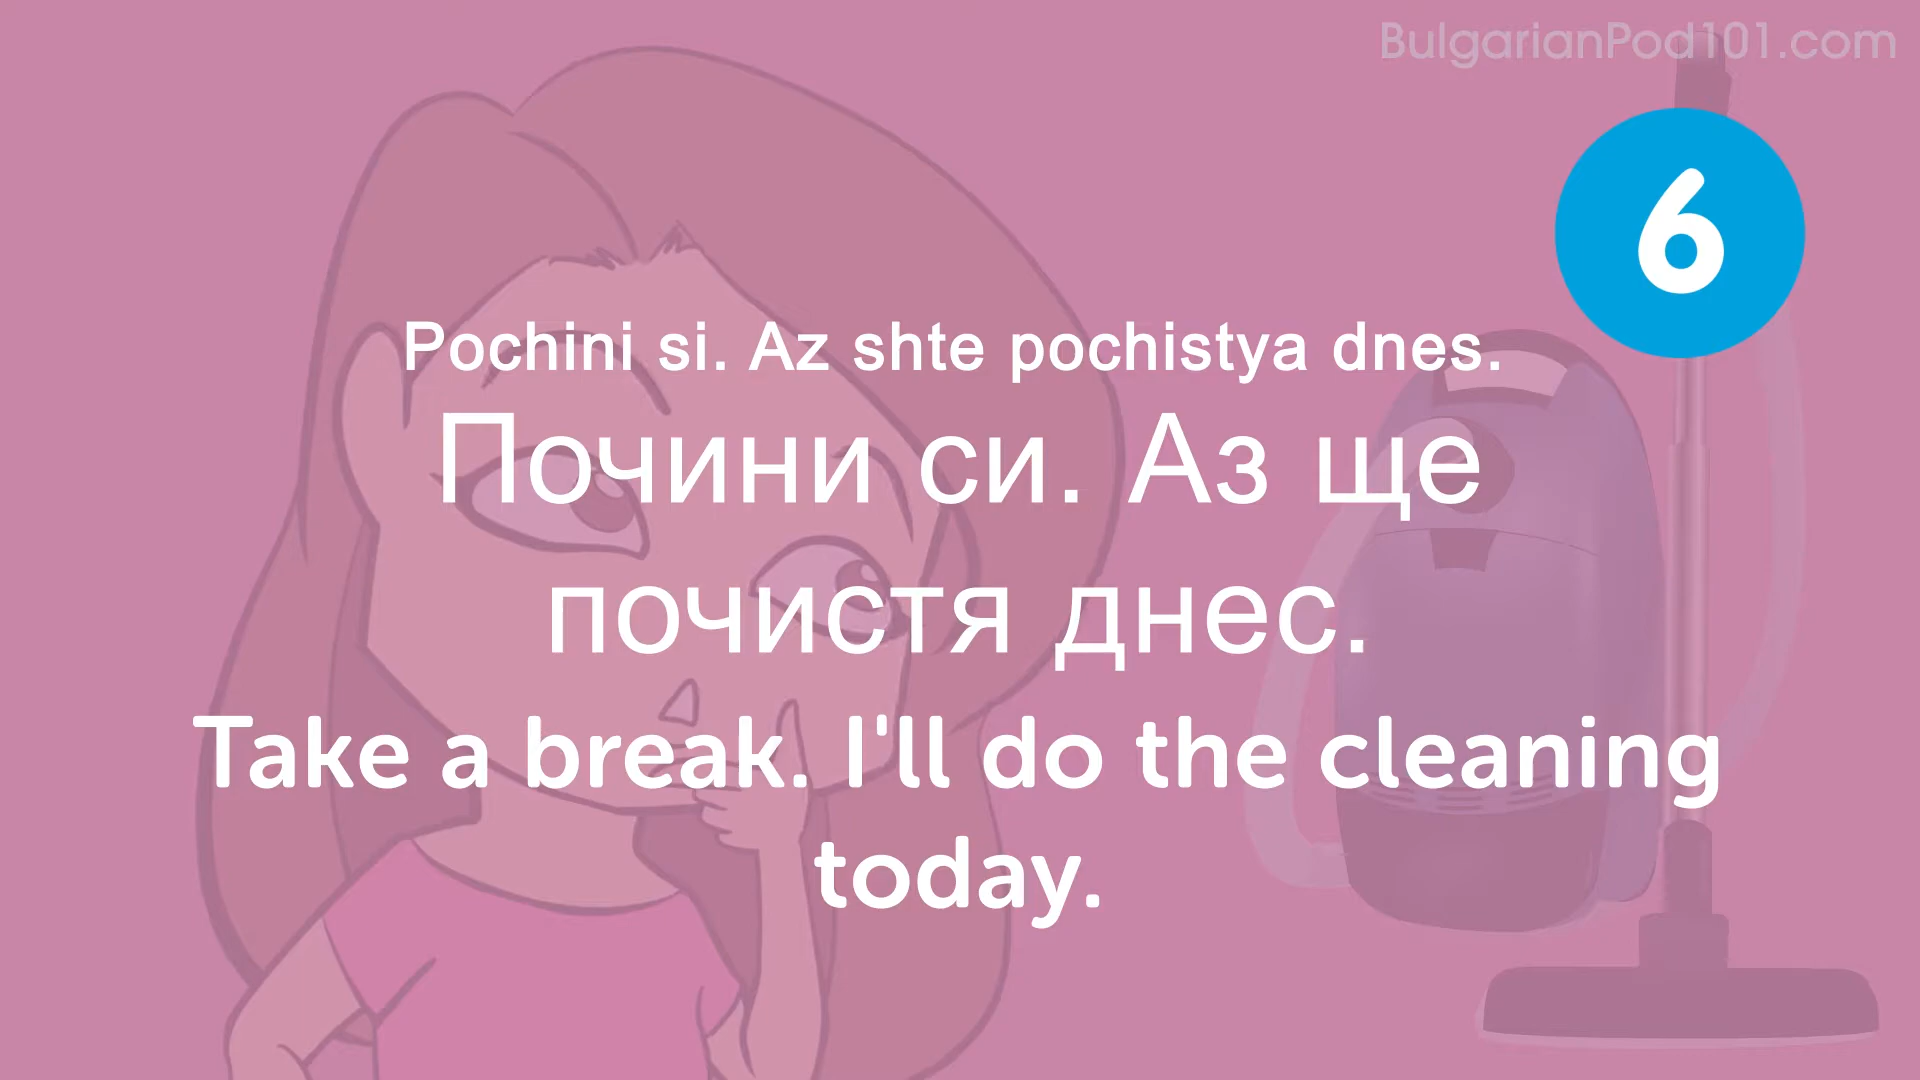 BulgarianPod101.com
6
Pochini si. Az shte pochistya dnes.
Почини си. Аз ще
почистя днес.
Take a break. I'll do the cleaning
today.